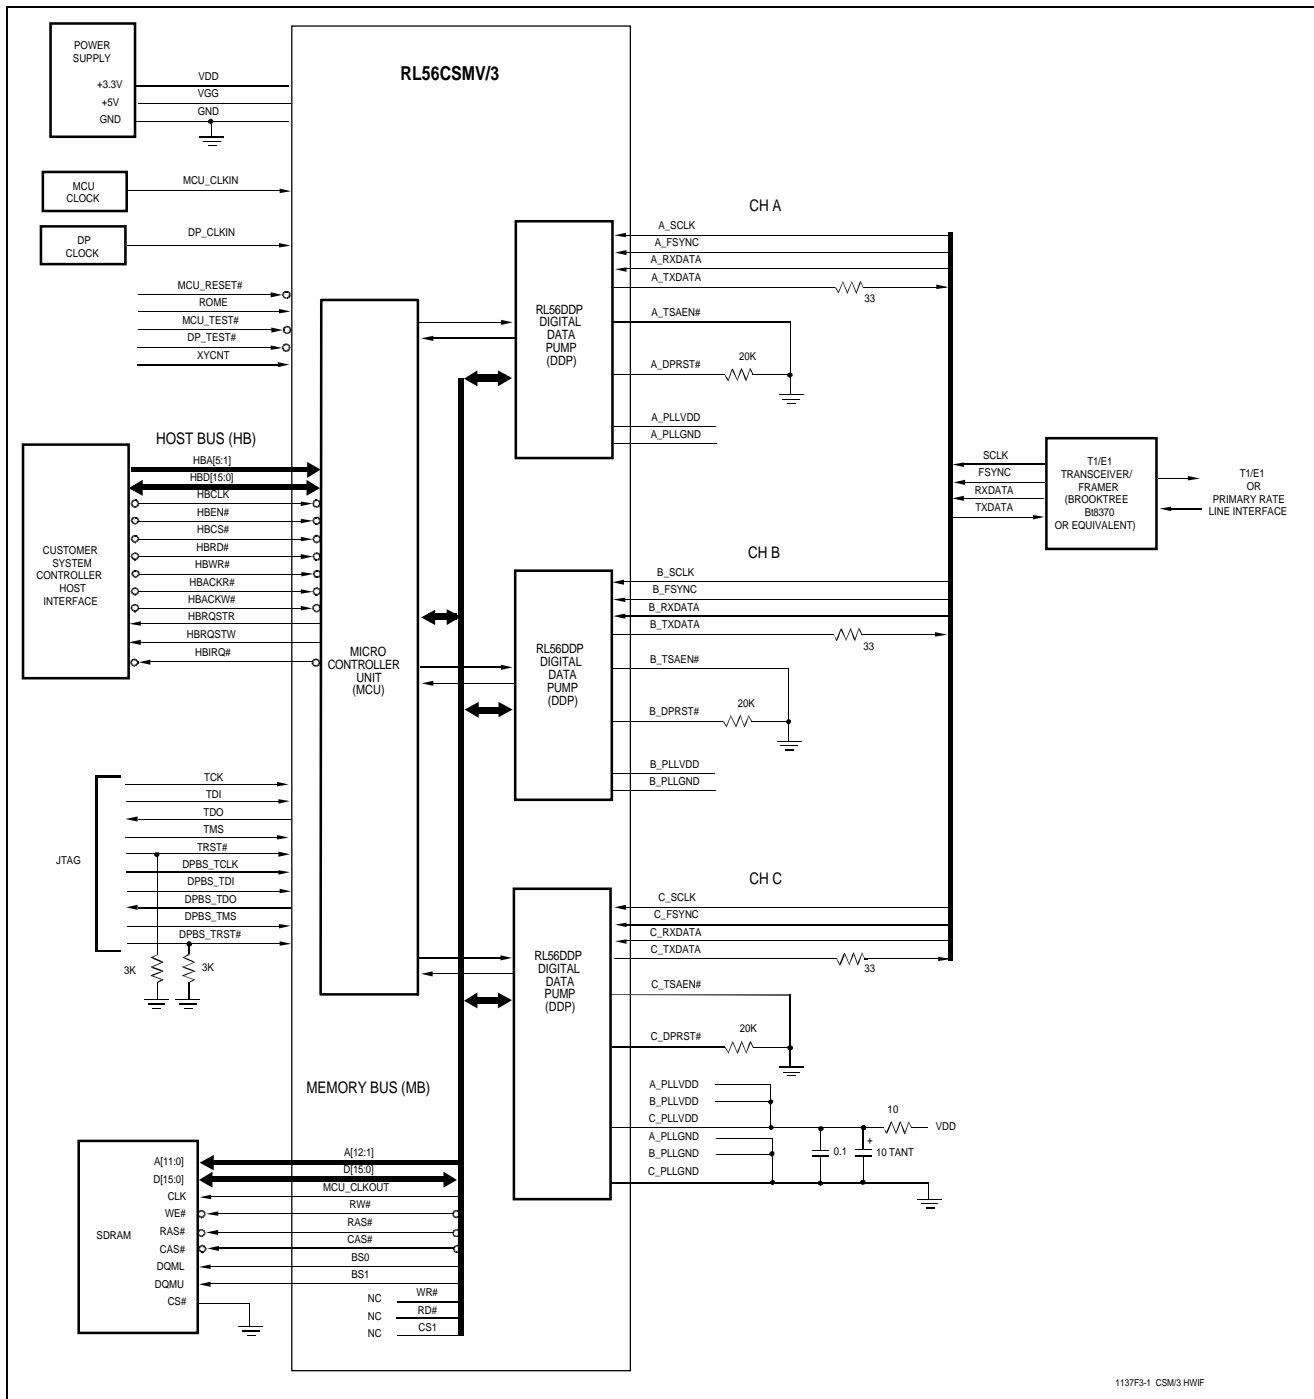 POWER
SUPPLY
+3.3V
+5V
GND
VDD
VGG
GND
RL56CSMV/3
MCU
CLOCK
MCU_CLKIN
DP
CLOCK
DP_CLKIN
MCU_RESET#
ROME
MCU_TEST#
DP_TEST#
XYCNT
HOST BUS (HB)
HBA[5:1]
HBD[15:0]
HBCLK
HBEN#
HBCS#
HBRD#
HBWR#
HBACKR#
HBACKW#
HBRQSTR
HBRQSTW
HBIRQ#
CUSTOMER
SYSTEM
CONTROLLER
HOST
INTERFACE
MICRO
CONTROLLER
UNIT
(MCU)
JTAG
TCK
TDI
TDO
TMS
TRST#
DPBS_TCLK
DPBS_TDI
DPBS_TDO
DPBS_TMS
DPBS_TRST#
3K
3K
CH A
RL56DDP
DIGITAL
DATA
PUMP
(DDP)
A_SCLK
A_FSYNC
A_RXDATA
A_TXDATA
33
A_TSAEN#
A_DPRST#
20K
A_PLLVDD
A_PLLGND
SCLK
FSYNC
RXDATA
TXDATA
T1/E1
TRANSCEIVER/
FRAMER
(BROOKTREE
Bt8370
OR EQUIVALENT)
T1/E1
OR
PRIMARY RATE
LINE INTERFACE
CH B
RL56DDP
DIGITAL
DATA
PUMP
(DDP)
B_SCLK
B_FSYNC
B_RXDATA
B_TXDATA
33
B_TSAEN#
B_DPRST#
20K
B_PLLVDD
B_PLLGND
CH C
RL56DDP
DIGITAL
DATA
PUMP
(DDP)
C_SCLK
C_FSYNC
C_RXDATA
C_TXDATA
33
C_TSAEN#
C_DPRST#
20K
A_PLLVDD
B_PLLVDD
C_PLLVDD
A_PLLGND
B_PLLGND
C_PLLGND
10
VDD
0.1
+
10 TANT
MEMORY BUS (MB)
SDRAM
A[11:0]
D[15:0]
CLK
WE#
RAS#
CAS#
DQML
DQMU
CS#
A[12:1]
D[15:0]
MCU_CLKOUT
RW#
RAS#
CAS#
BS0
BS1
NC WR#
NC RD#
NC CS1
1137F3-1 CSM/3 HWIF